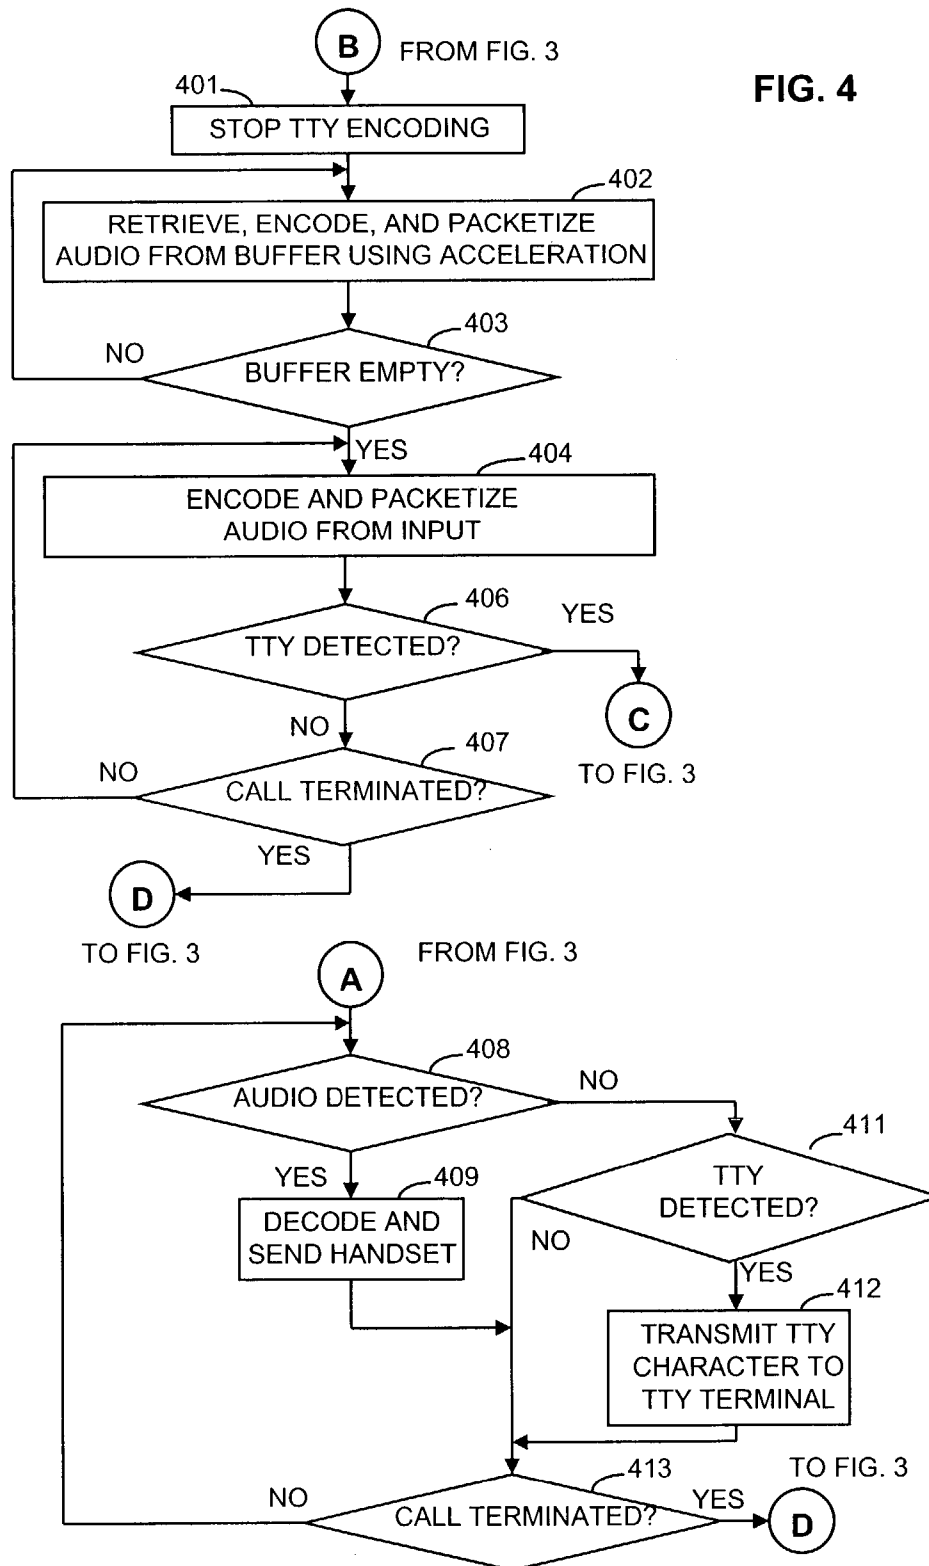 B
FROM FIG. 3
FIG. 4
401
STOP TTY ENCODING
402
RETRIEVE, ENCODE, AND PACKETIZE
AUDIO FROM BUFFER USING ACCELERATION
403
NO
BUFFER EMPTY?
YES
404
ENCODE AND PACKETIZE
AUDIO FROM INPUT
406
YES
TTY DETECTED?
C
NO
407
TO FIG. 3
NO
CALL TERMINATED?
YES
D
TO FIG. 3
FROM FIG. 3
A
408
NO
AUDIO DETECTED?
411
YES
409
TTY
DETECTED?
DECODE AND
SEND HANDSET
NO
YES
412
TRANSMIT TTY
CHARACTER TO
TTY TERMINAL
413
TO FIG. 3
NO
CALL TERMINATED?
YES
D